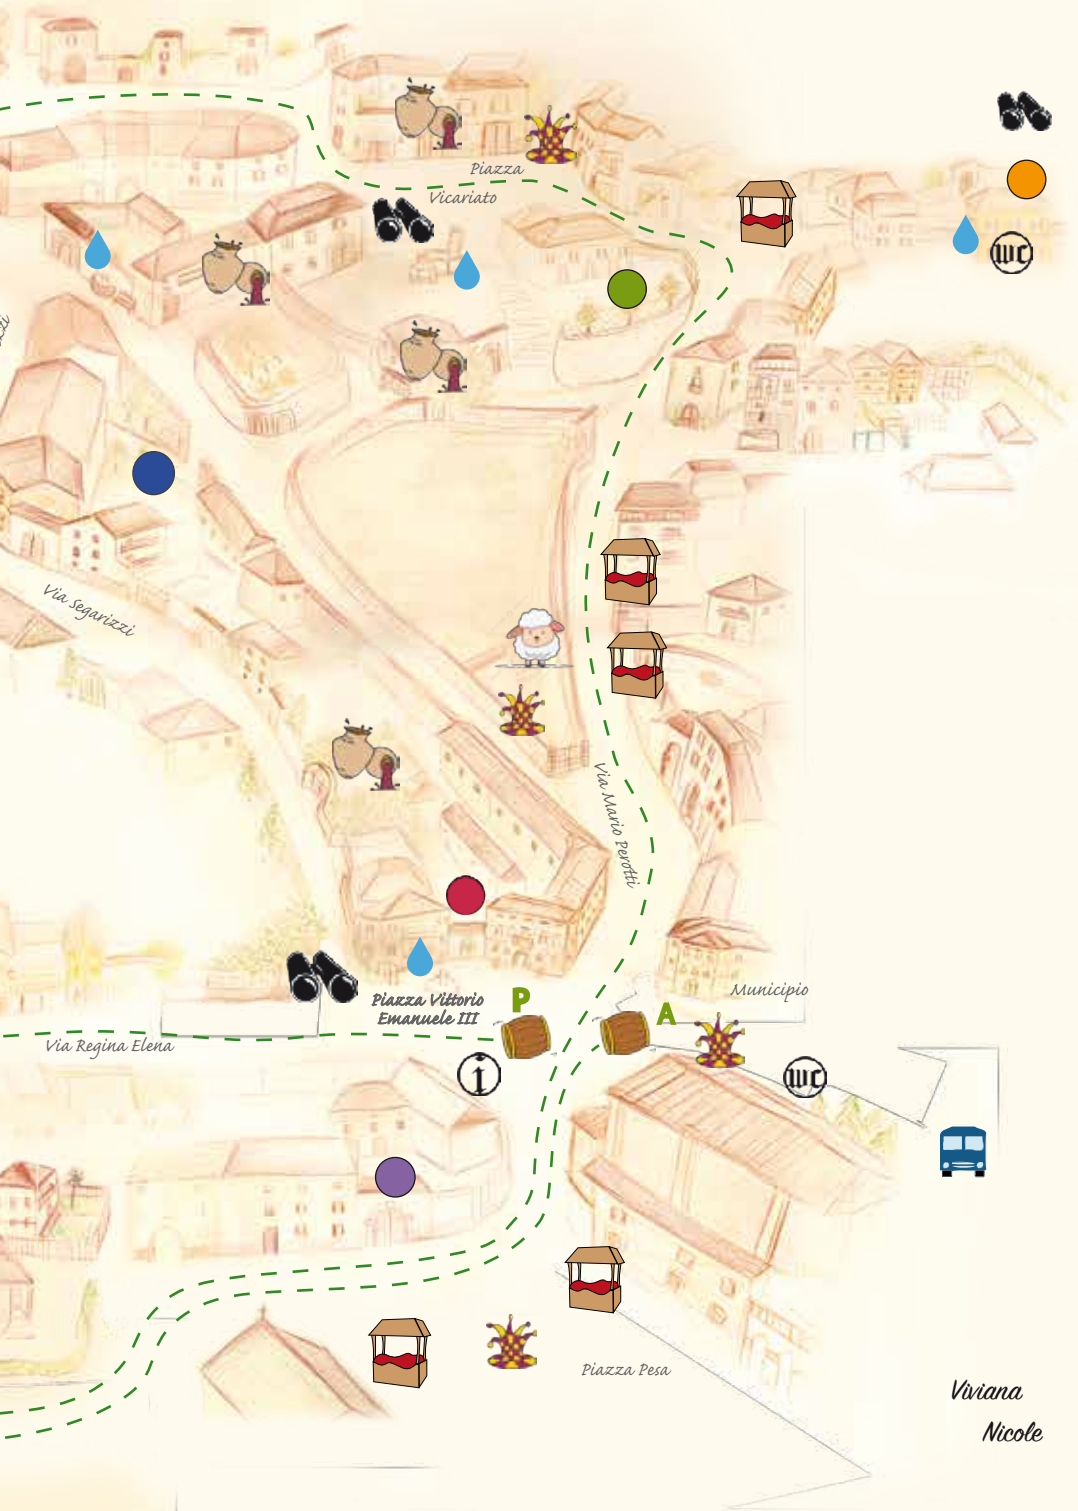 Piazza
Vicariato
wc
Via Segarizzi
Via Mario Perotti
Piazza Vittorio
Emanuele III
P
A
Municipio
Via Regina Elena
i
wc
Piazza Pesa
Viviana
Nicole